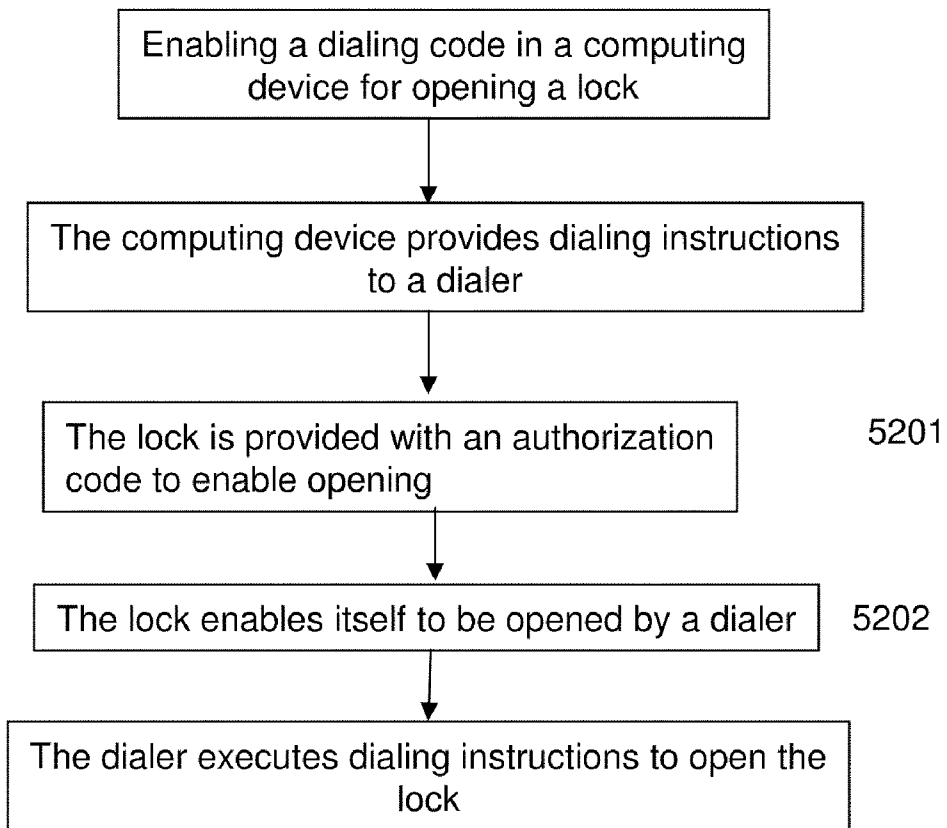 Enabling a dialing code in a computing
device for opening a lock
The computing device provides dialing instructions
to a dialer
The lock is provided with an authorization
code to enable opening
5201
The lock enables itself to be opened by a dialer
5202
The dialer executes dialing instructions to open the
lock